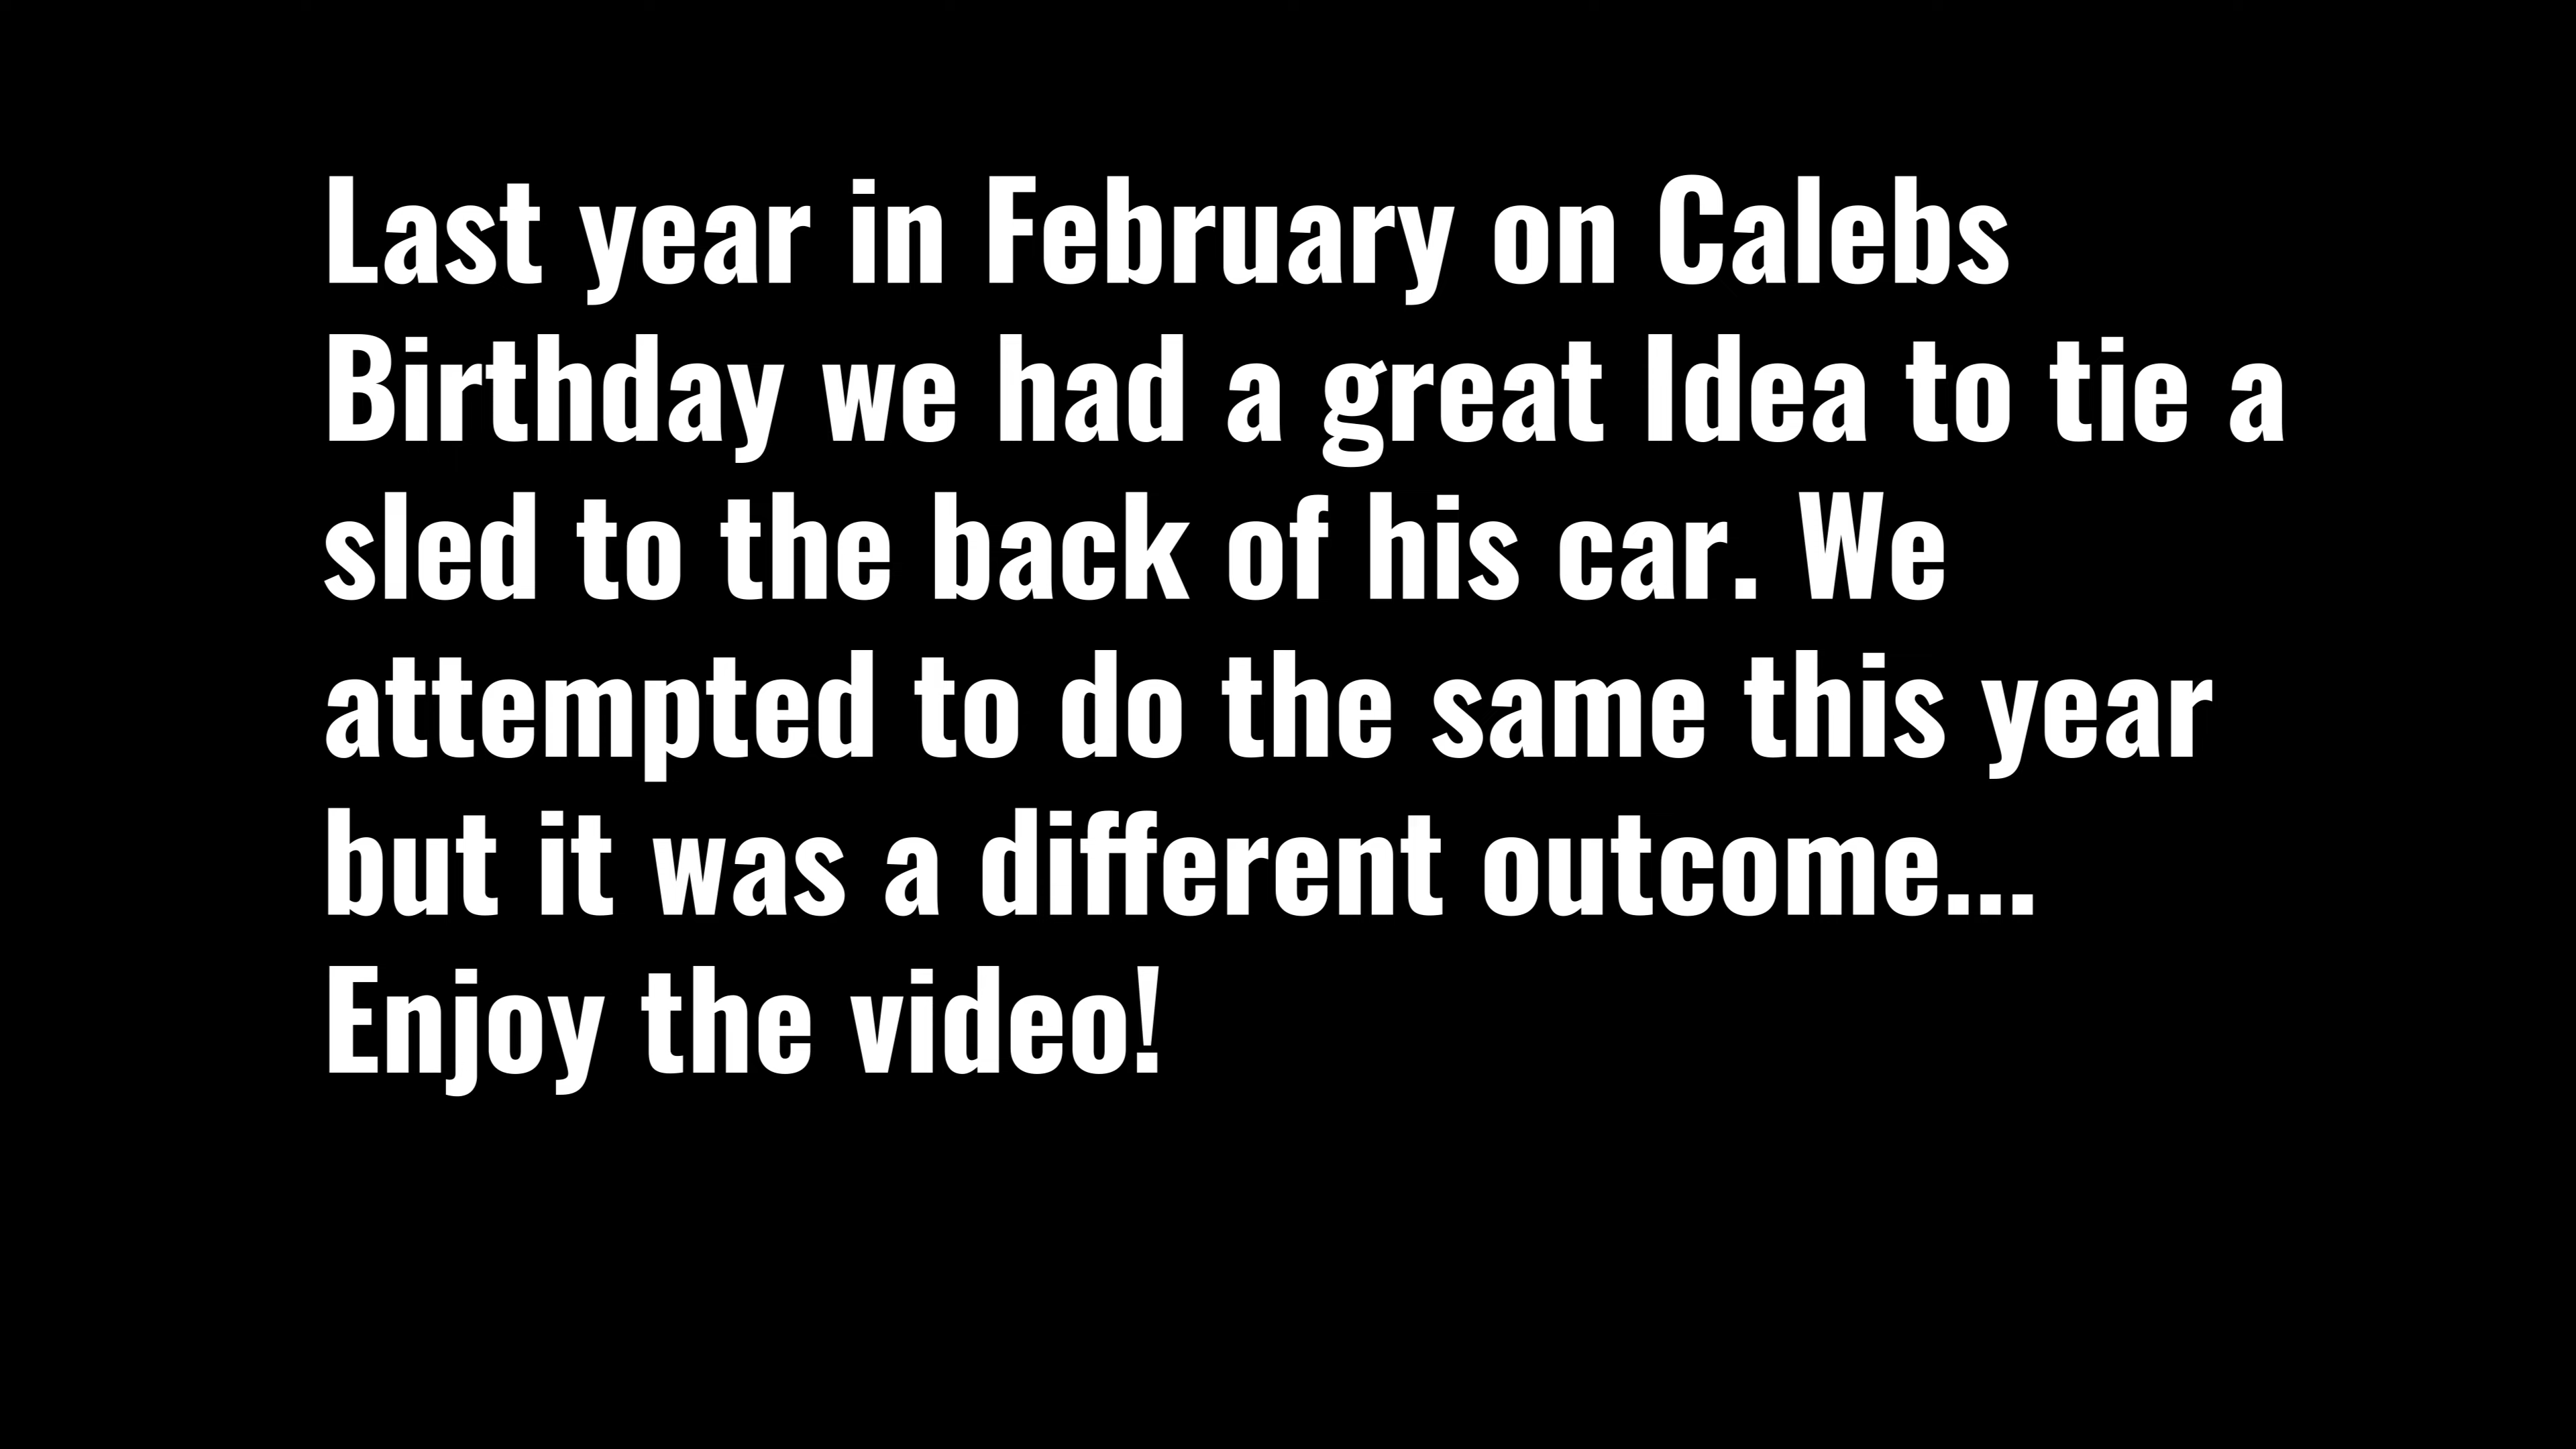 Last year in February on Calebs
Birthday we had a great Idea to tie a
sled to the back of his car. We
attempted to do the same this year
but it was a different outcome...
Enjoy the video!